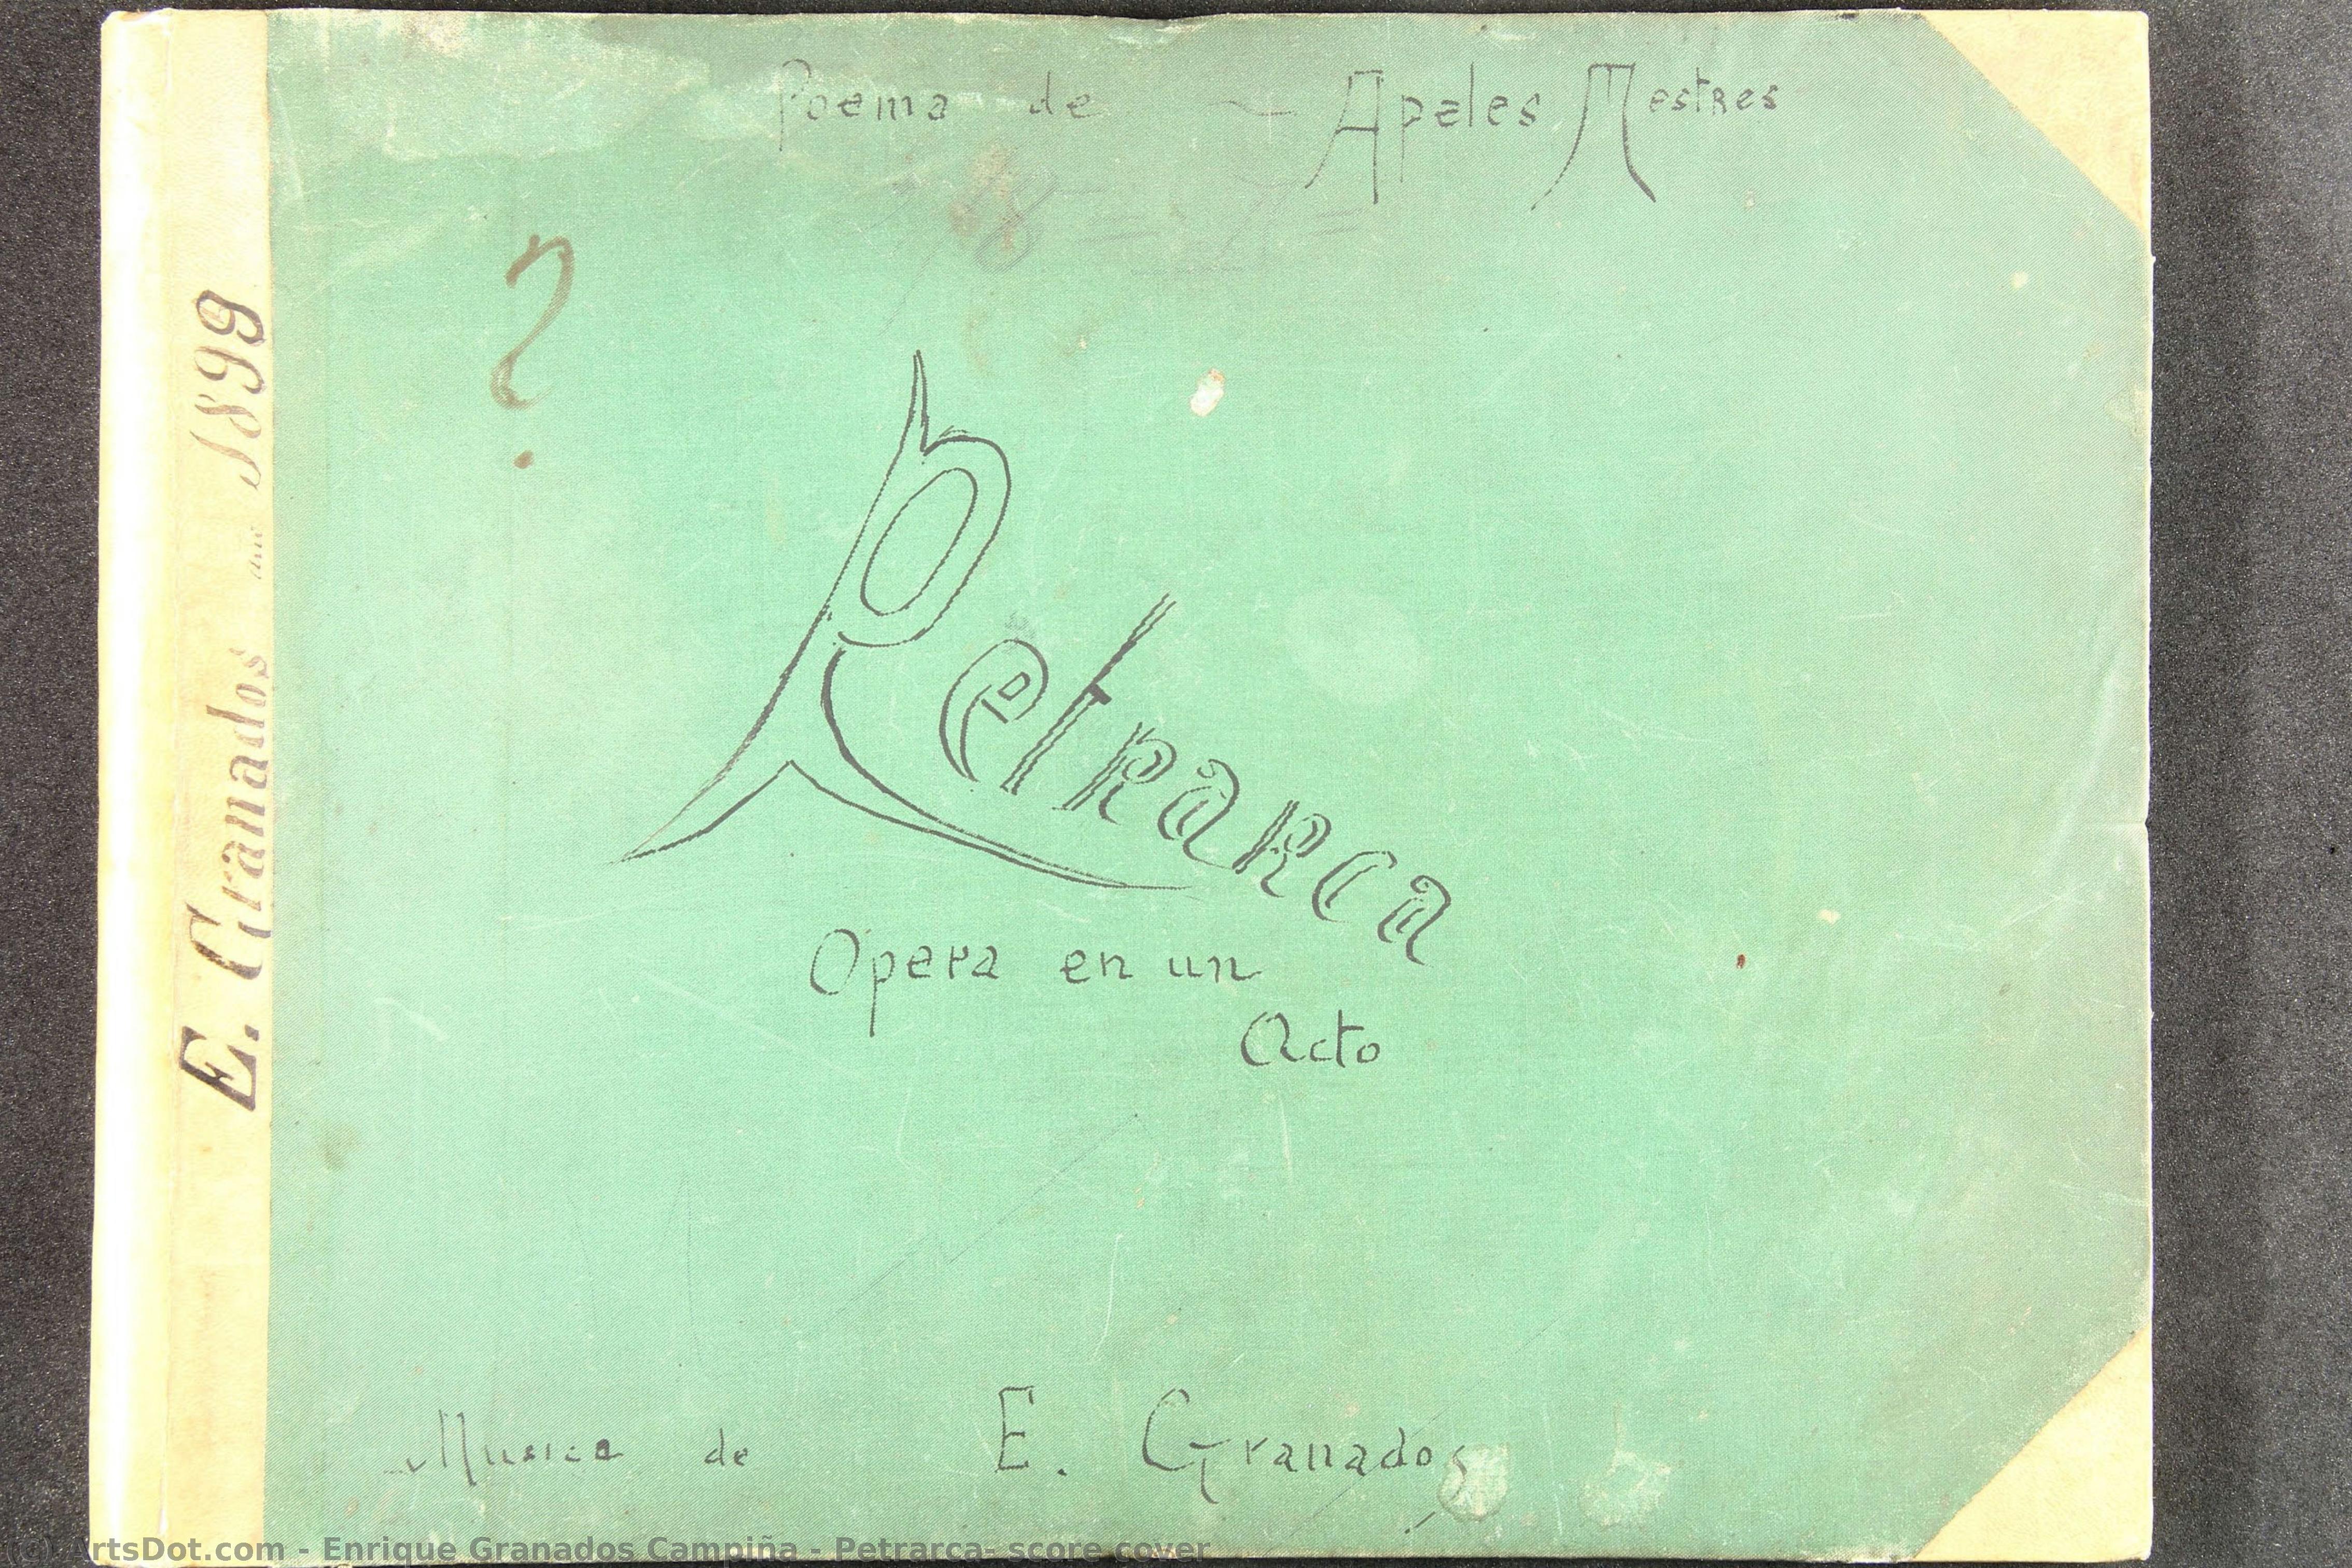 Poema de Apeles Mestres
?
Petrarca
Opera en un
Acto
Musica de E. Granados
E. Granados 1899
(c) ArtsDot.com - Enrique Granados Campiña - Petrarca- score cover